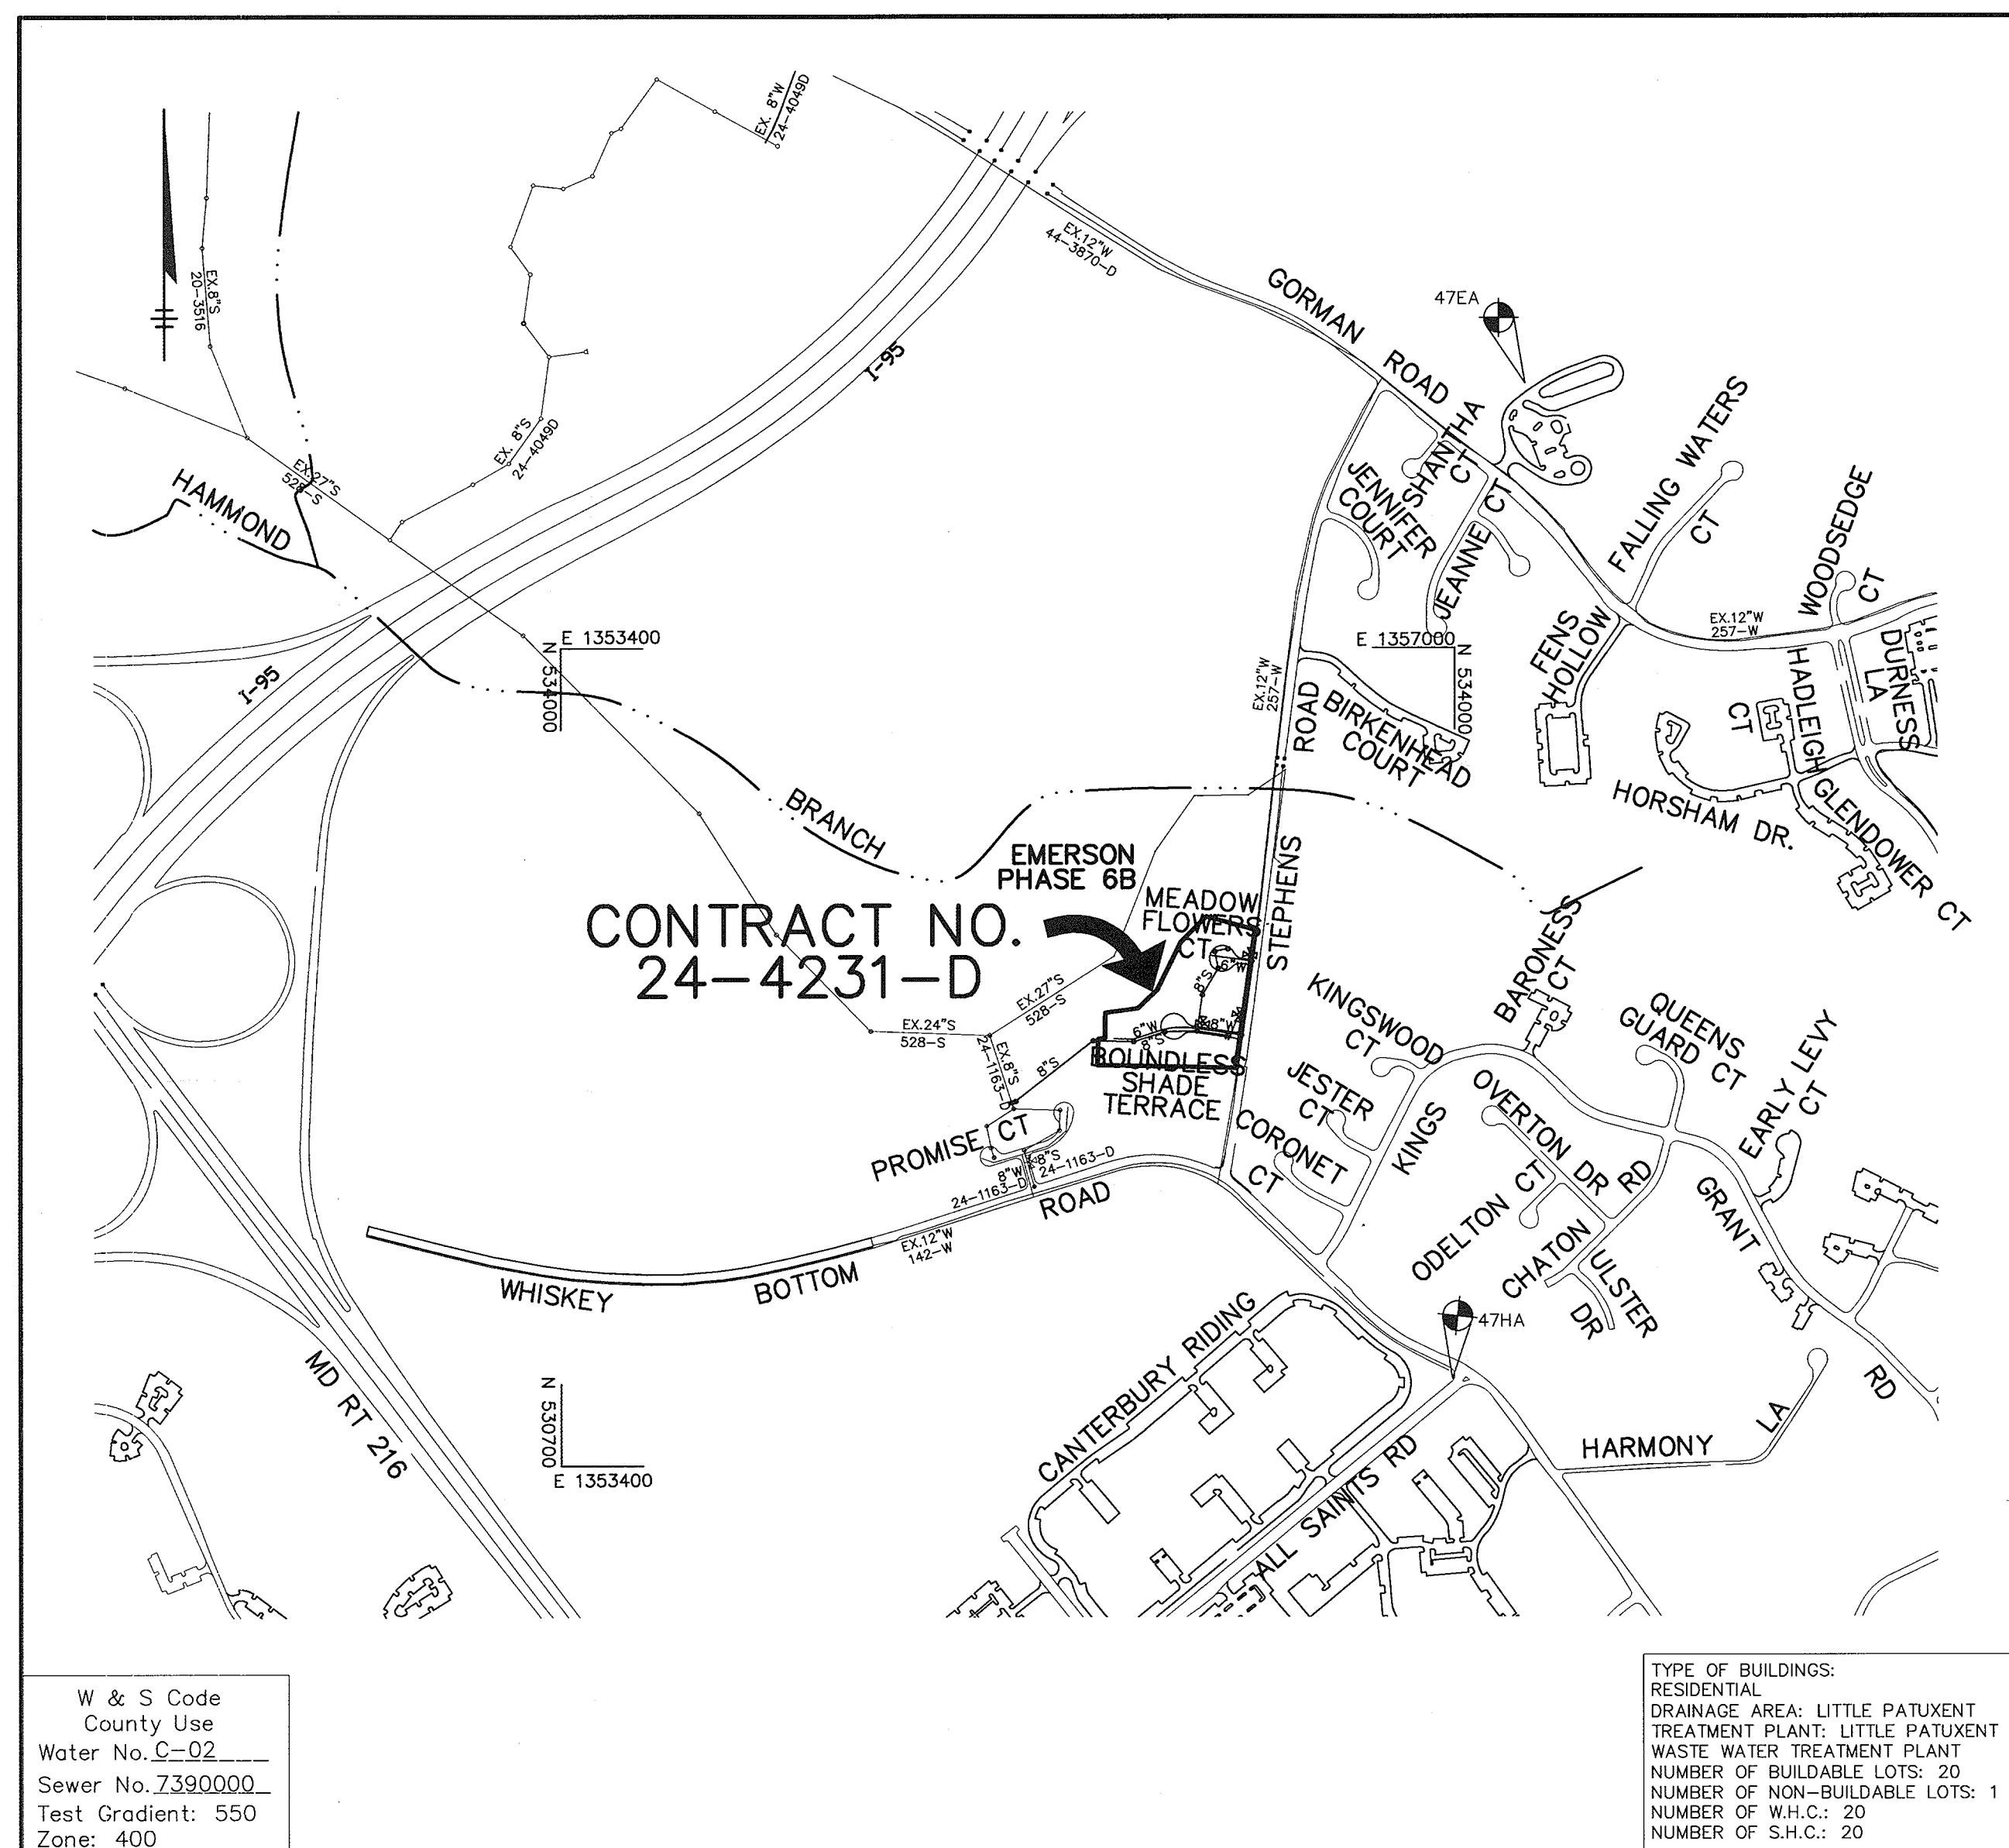 EX. 8"W
24-4049D
EX.8"S
20-3516
EX.12"W
44-3870-D
GORMAN ROAD
47EA
I-95
SHANTHA
CT
JENNIFER
COURT
JEANNE CT
FALLING WATERS
CT
WOODSEDGE
CT
EX. 8"S
24-4049D
EX.27"S
528-S
HAMMOND
E 1353400
N 534000
E 1357000
N 534000
EX.12"W
257-W
FENS
HOLLOW
HADLEIGH
CT
DURNESS
LA
I-95
EX.12"W
257-W
ROAD
BIRKENHEAD
COURT
HORSHAM DR.
GLENDOWER CT
BRANCH
EMERSON
PHASE 6B
STEPHENS
MEADOW
FLOWERS
CT
CONTRACT NO.
24-4231-D
6"W
8"S
6"W
8"W
8"S
BOUNDLESS
SHADE
TERRACE
EX.27"S
528-S
EX.24"S
528-S
EX.8"S
24-1163-D
8"S
BARONESS
CT
KINGSWOOD
CT
QUEENS
GUARD CT
EARLY LEVY
CT
JESTER
CT
OVERTON DR
CORONET
CT
KINGS
GRANT
RD
RD
PROMISE CT
8"S
24-1163-D
8"W
24-1163-D
ODELTON CT
CHATON
ULSTER
DR
WHISKEY BOTTOM ROAD
EX.12"W
142-W
47HA
CANTERBURY RIDING
MD RT 216
N 530700
E 1353400
HARMONY LA
ALL SAINTS RD
W & S Code
County Use
Water No. C-02
Sewer No. 7390000
Test Gradient: 550
Zone: 400
TYPE OF BUILDINGS:
RESIDENTIAL
DRAINAGE AREA: LITTLE PATUXENT
TREATMENT PLANT: LITTLE PATUXENT
WASTE WATER TREATMENT PLANT
NUMBER OF BUILDABLE LOTS: 20
NUMBER OF NON-BUILDABLE LOTS: 1
NUMBER OF W.H.C.: 20
NUMBER OF S.H.C.: 20